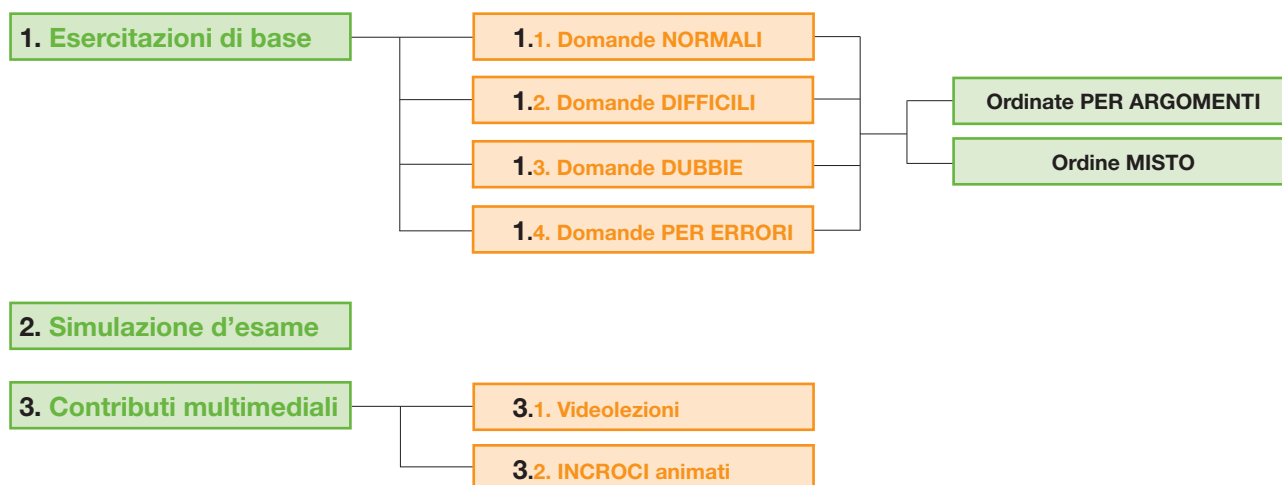 1. Esercitazioni di base
1.1. Domande NORMALI
1.2. Domande DIFFICILI
1.3. Domande DUBBIE
1.4. Domande PER ERRORI
Ordinate PER ARGOMENTI
Ordine MISTO
2. Simulazione d’esame
3. Contributi multimediali
3.1. Videolezioni
3.2. INCROCI animati